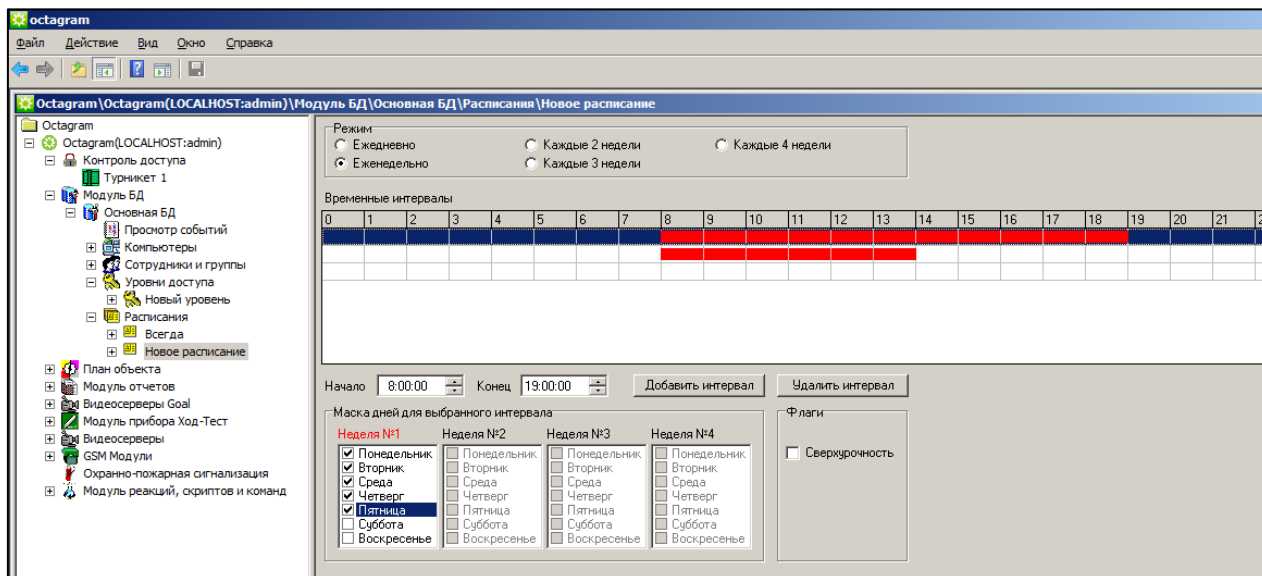 octagram
Файл Действие Вид Окно Справка
Octagram\Octagram(LOCALHOST:admin)\Модуль БД\Основная БД\Расписания\Новое расписание
Octagram
Octagram(LOCALHOST:admin)
Контроль доступа
Турникет 1
Модуль БД
Основная БД
Просмотр событий
Компьютеры
Сотрудники и группы
Уровни доступа
Новый уровень
Расписания
Всегда
Новое расписание
План объекта
Модуль отчетов
Видеосерверы Goal
Модуль прибора Ход-Тест
Видеосерверы
GSM Модули
Охранно-пожарная сигнализация
Модуль реакций, скриптов и команд
Режим
Ежедневно Каждые 2 недели Каждые 4 недели
Еженедельно Каждые 3 недели
Временные интервалы
0 1 2 3 4 5 6 7 8 9 10 11 12 13 14 15 16 17 18 19 20 21
Начало 8:00:00 Конец 19:00:00 Добавить интервал Удалить интервал
Маска дней для выбранного интервала Флаги
Неделя №1 Неделя №2 Неделя №3 Неделя №4
Понедельник Понедельник Понедельник Понедельник Сверхурочность
Вторник Вторник Вторник Вторник
Среда Среда Среда Среда
Четверг Четверг Четверг Четверг
Пятница Пятница Пятница Пятница
Суббота Суббота Суббота Суббота
Воскресенье Воскресенье Воскресенье Воскресенье